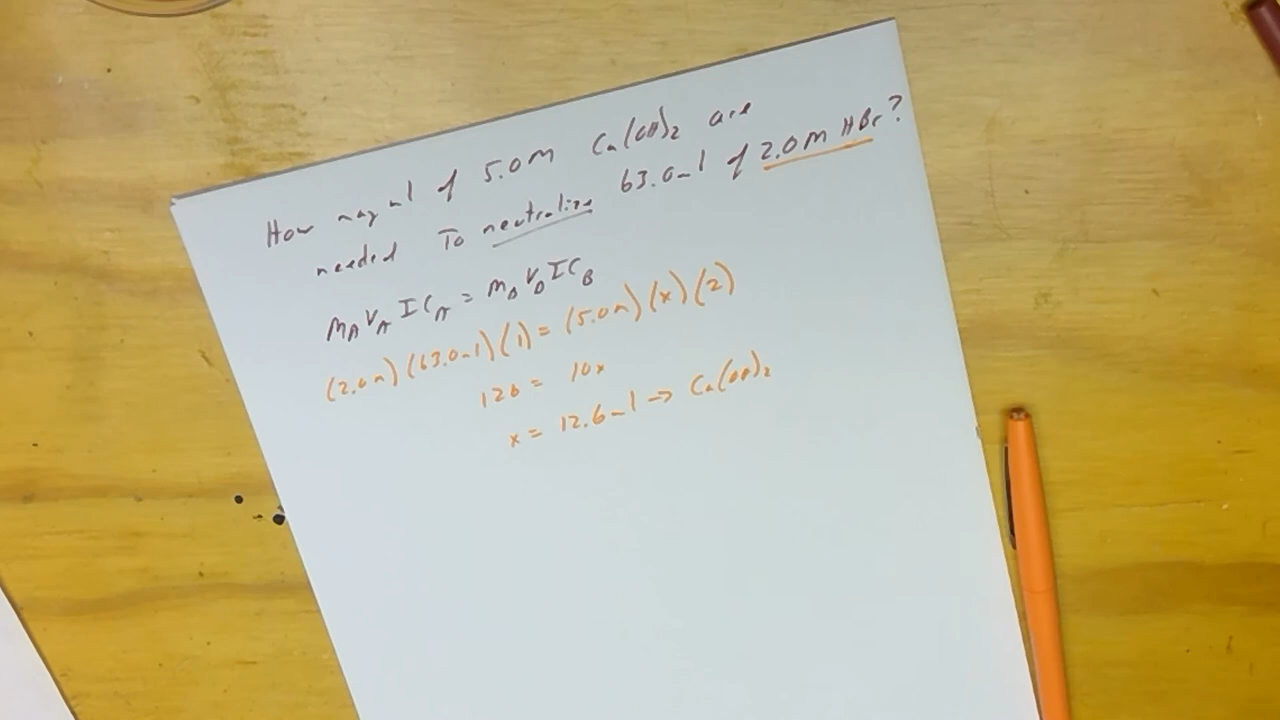 How many ml of 5.0M Ca(OH)2 are
needed To neutralize 63.0ml of 2.0M HBr?
MAVAICA = MBVBICB
(2.0M)(63.0ml)(1) = (5.0M)(x)(2)
126 = 10x
x = 12.6ml → Ca(OH)2